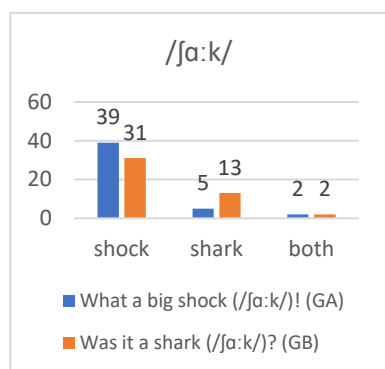 /ʃɑːk/
60
40
20
0
39
31
5
13
2 2
shock shark both
What a big shock (/ʃɑːk/)! (GA)
Was it a shark (/ʃɑːk/)? (GB)